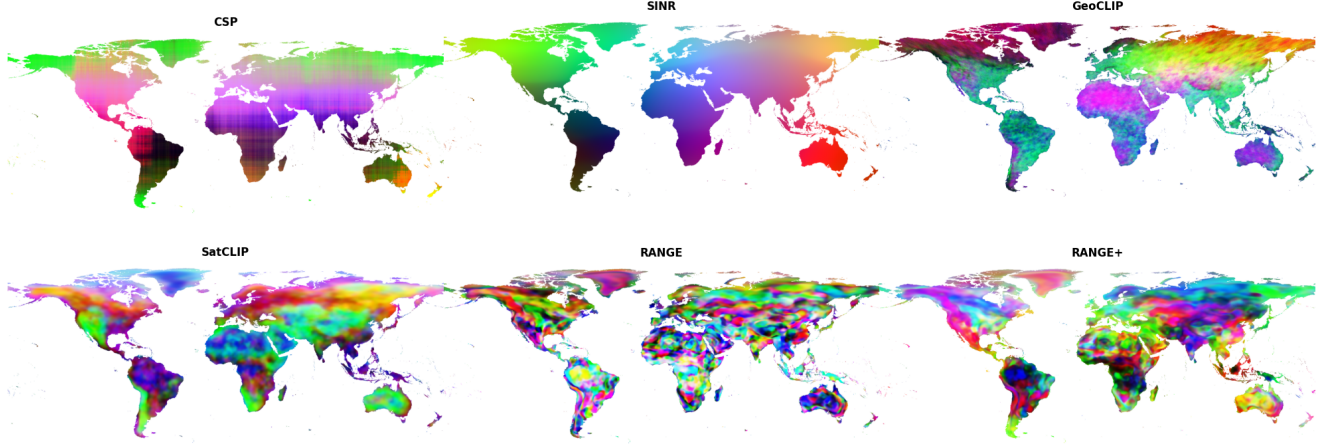 CSP
SINR
GeoCLIP
SatCLIP
RANGE
RANGE+